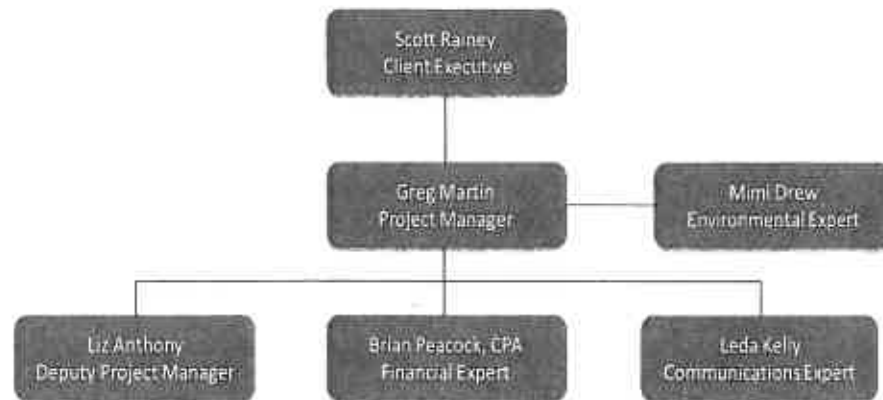 Scott Rainey
Client Executive
Greg Martin
Project Manager
Mimi Drew
Environmental Expert
Liz Anthony
Deputy Project Manager
Brian Peacock, CPA
Financial Expert
Leda Kelly
Communications Expert